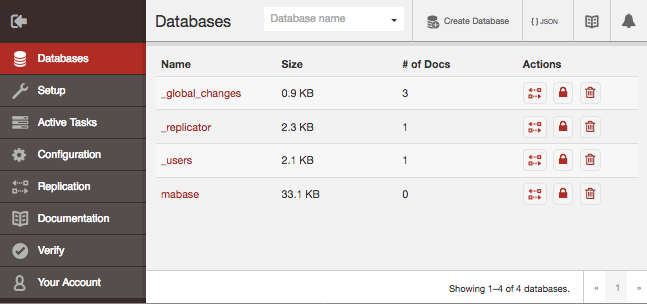 Databases
Database name
Create Database
{ } JSON
Databases
Setup
Active Tasks
Configuration
Replication
Documentation
Verify
Your Account
Name Size # of Docs Actions
_global_changes 0.9 KB 3
_replicator 2.3 KB 1
_users 2.1 KB 1
mabase 33.1 KB 0
Showing 1–4 of 4 databases.
« 1 »